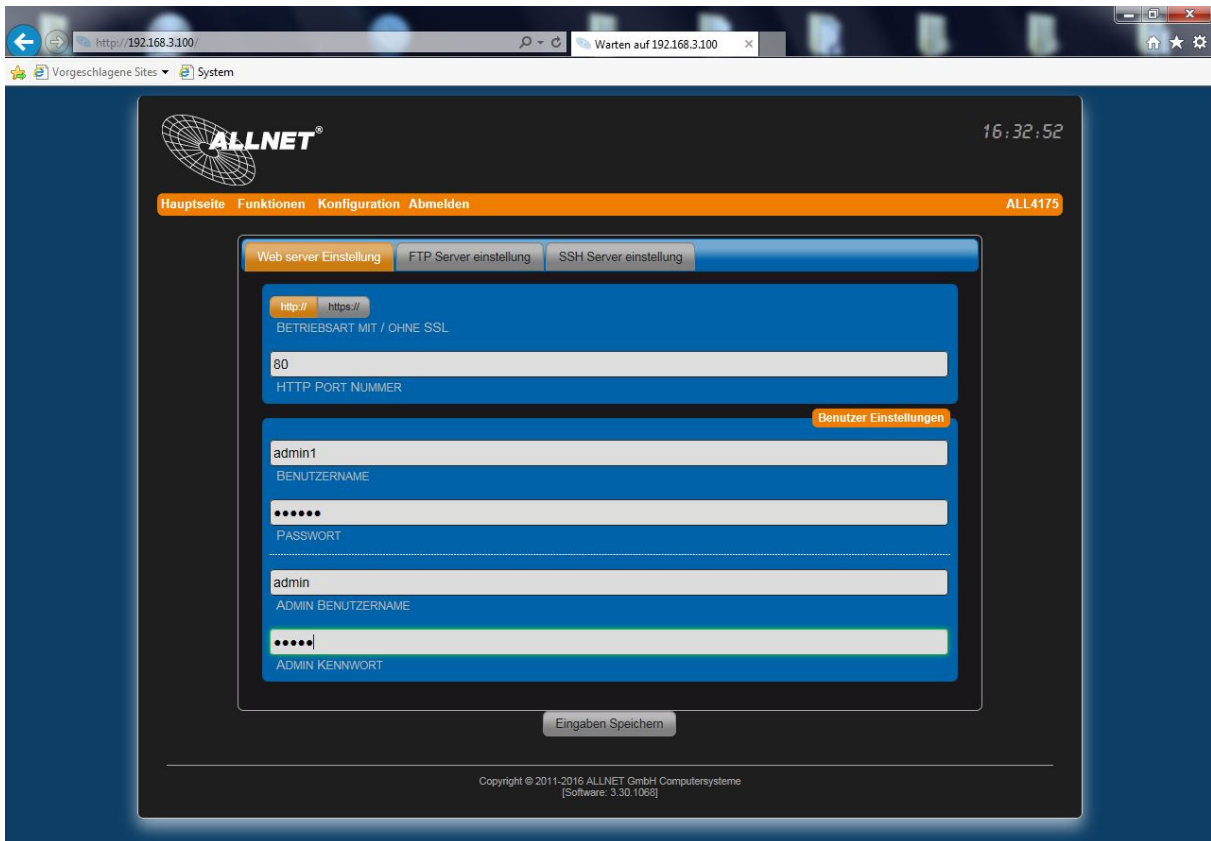 http://192.168.3.100/
Warten auf 192.168.3.100
Vorgeschlagene Sites
System
ALLNET®
16:32:52
Hauptseite Funktionen Konfiguration Abmelden ALL4175
Web server Einstellung FTP Server einstellung SSH Server einstellung
http:// https://
BETRIEBSART MIT / OHNE SSL
80
HTTP PORT NUMMER
Benutzer Einstellungen
admin1
BENUTZERNAME
••••••
PASSWORT
admin
ADMIN BENUTZERNAME
•••••
ADMIN KENNWORT
Eingaben Speichern
Copyright © 2011-2016 ALLNET GmbH Computersysteme
[Software: 3.30.1068]